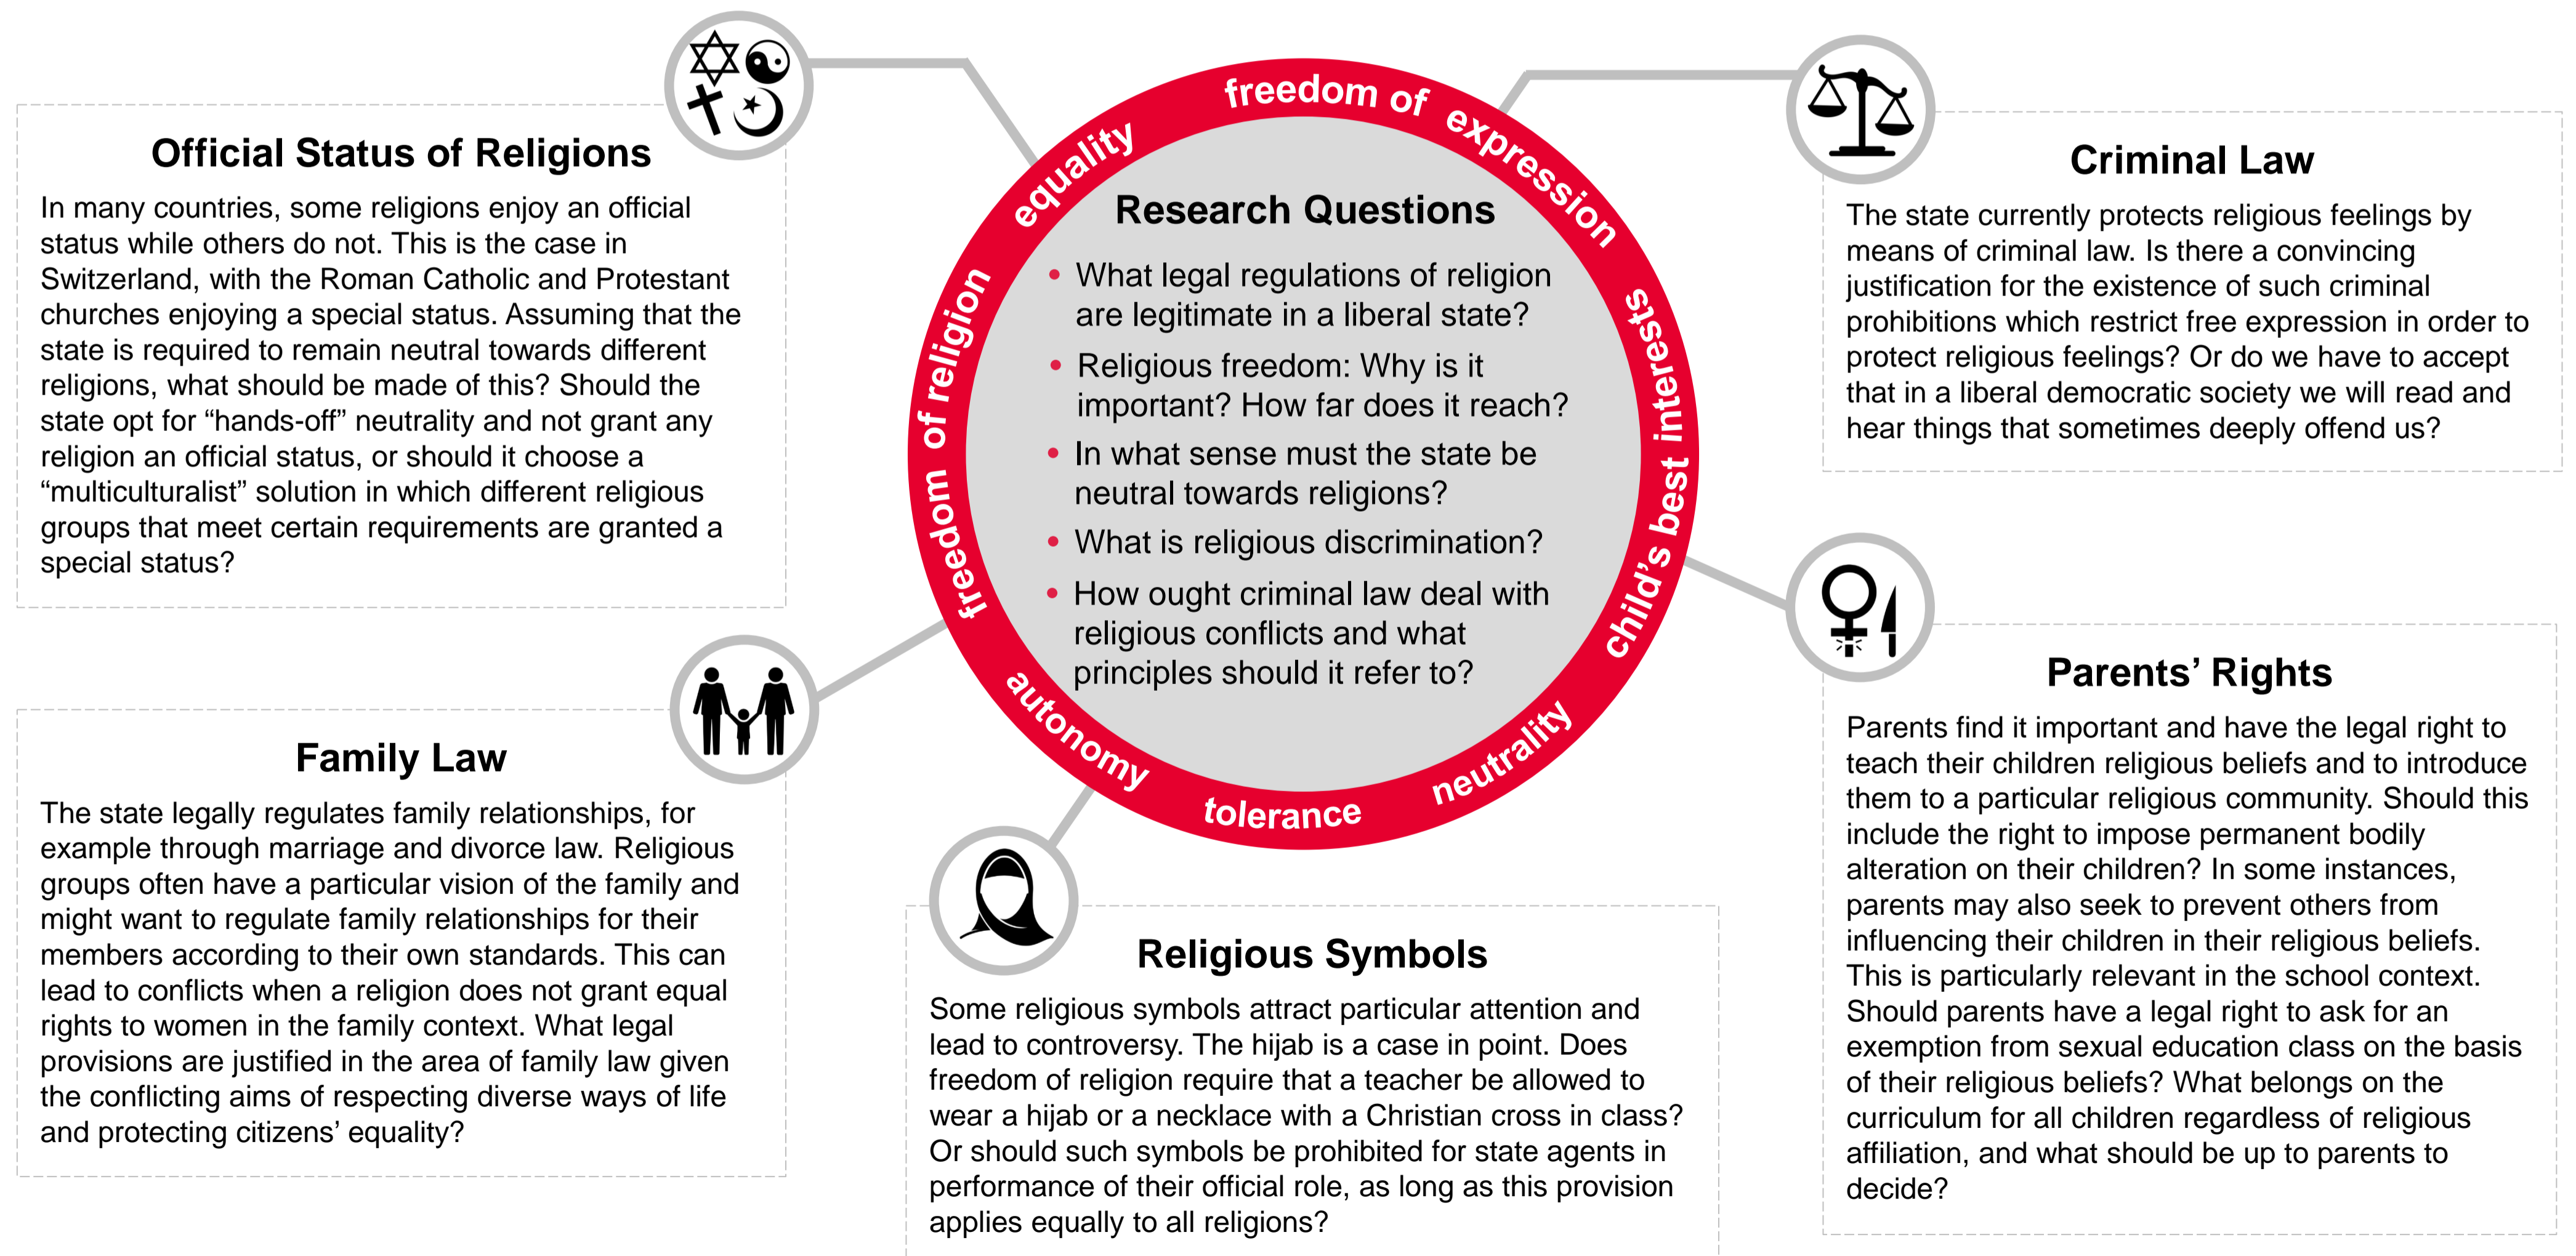 Official Status of Religions
In many countries, some religions enjoy an official
status while others do not. This is the case in
Switzerland, with the Roman Catholic and Protestant
churches enjoying a special status. Assuming that the
state is required to remain neutral towards different
religions, what should be made of this? Should the
state opt for “hands-off” neutrality and not grant any
religion an official status, or should it choose a
“multiculturalist” solution in which different religious
groups that meet certain requirements are granted a
special status?
Family Law
The state legally regulates family relationships, for
example through marriage and divorce law. Religious
groups often have a particular vision of the family and
might want to regulate family relationships for their
members according to their own standards. This can
lead to conflicts when a religion does not grant equal
rights to women in the family context. What legal
provisions are justified in the area of family law given
the conflicting aims of respecting diverse ways of life
and protecting citizens’ equality?
freedom of religion
equality
freedom of expression
child’s best interests
neutrality
tolerance
autonomy
Research Questions
• What legal regulations of religion
are legitimate in a liberal state?
• Religious freedom: Why is it
important? How far does it reach?
• In what sense must the state be
neutral towards religions?
• What is religious discrimination?
• How ought criminal law deal with
religious conflicts and what
principles should it refer to?
Religious Symbols
Some religious symbols attract particular attention and
lead to controversy. The hijab is a case in point. Does
freedom of religion require that a teacher be allowed to
wear a hijab or a necklace with a Christian cross in class?
Or should such symbols be prohibited for state agents in
performance of their official role, as long as this provision
applies equally to all religions?
Criminal Law
The state currently protects religious feelings by
means of criminal law. Is there a convincing
justification for the existence of such criminal
prohibitions which restrict free expression in order to
protect religious feelings? Or do we have to accept
that in a liberal democratic society we will read and
hear things that sometimes deeply offend us?
Parents’ Rights
Parents find it important and have the legal right to
teach their children religious beliefs and to introduce
them to a particular religious community. Should this
include the right to impose permanent bodily
alteration on their children? In some instances,
parents may also seek to prevent others from
influencing their children in their religious beliefs.
This is particularly relevant in the school context.
Should parents have a legal right to ask for an
exemption from sexual education class on the basis
of their religious beliefs? What belongs on the
curriculum for all children regardless of religious
affiliation, and what should be up to parents to
decide?